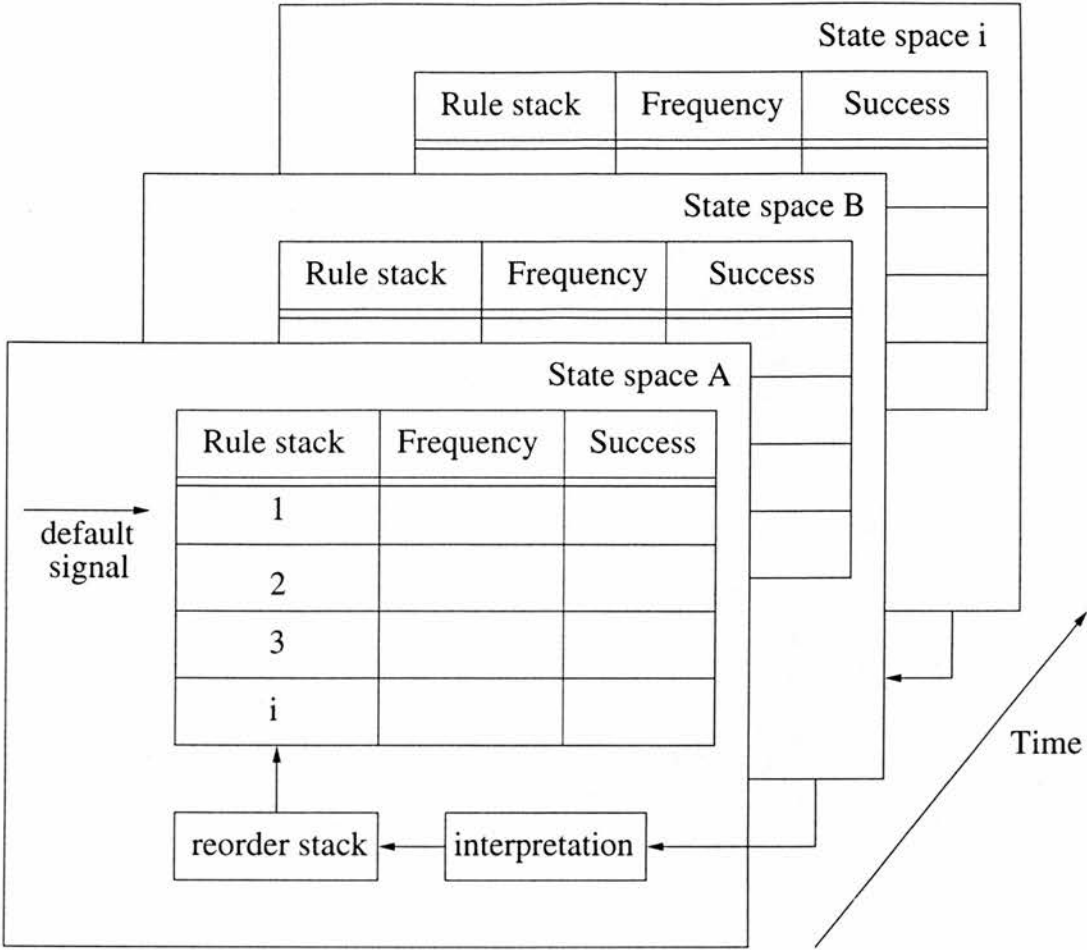 State space i
Rule stack Frequency Success
State space B
Rule stack Frequency Success
State space A
Rule stack Frequency Success
1
default
signal
2
3
i
Time
reorder stack interpretation